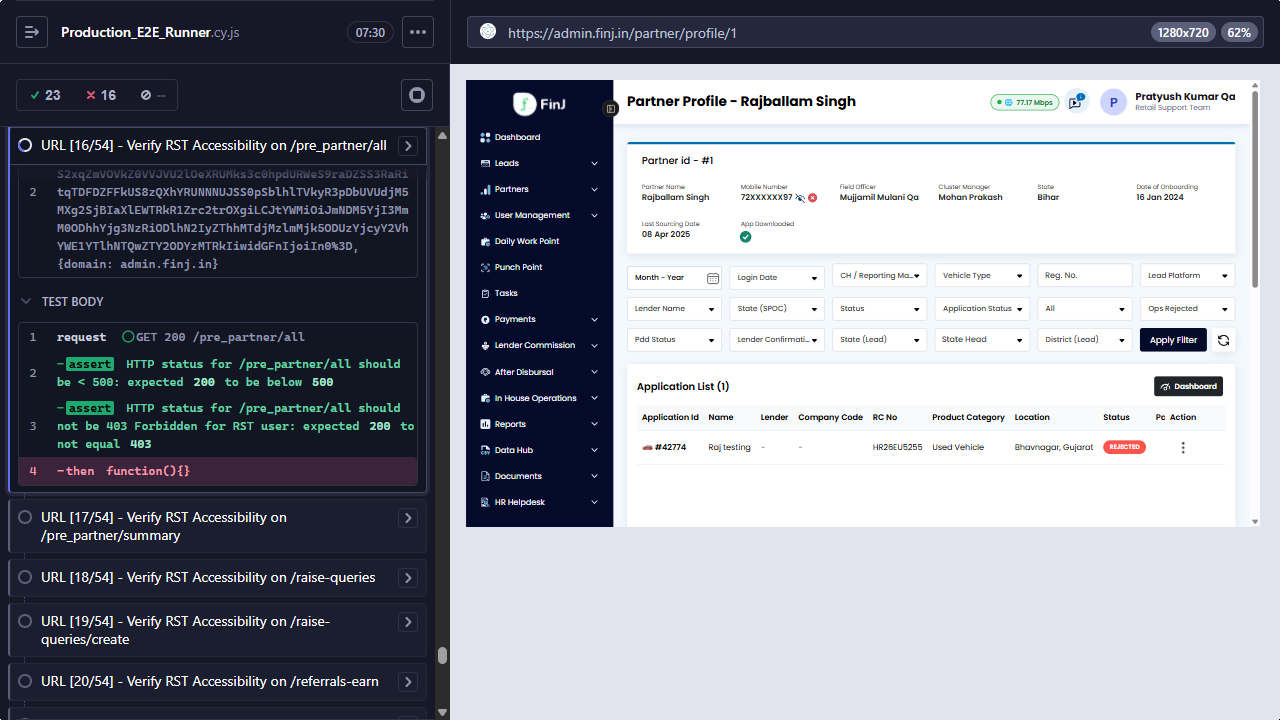 Production_E2E_Runner.cy.js
07:30
23
16
--
URL [16/54] - Verify RST Accessibility on /pre_partner/all
2
itqTDFDZFFkUS8zQXhYRUNNNUJSS0pSblhlTVkyR3pDbUVUdjM5
MXg2SjBIaXlEWTRkR1Zrc2trOXgilCJtYWMiOiJmNDM5YjI3Mm
M0ODhhYjg3NzRiODlhN2IyZThhMTdjMzlmMjk5ODUzYjcyY2Vh
YWE1YTlhNTQwZTY2ODYzMTRkIiwidGFnIjoiIn0%3D,
{domain: admin.finj.in}
TEST BODY
1 request GET 200 /pre_partner/all
2 -assert HTTP status for /pre_partner/all should
be < 500: expected 200 to be below 500
3 -assert HTTP status for /pre_partner/all should
not be 403 Forbidden for RST user: expected 200 to
not equal 403
4 -then function(){}
URL [17/54] - Verify RST Accessibility on
/pre_partner/summary
URL [18/54] - Verify RST Accessibility on /raise-queries
URL [19/54] - Verify RST Accessibility on /raise-
queries/create
URL [20/54] - Verify RST Accessibility on /referrals-earn
https://admin.finj.in/partner/profile/1
1280x720
62%
FinJ
Dashboard
Leads
Partners
User Management
Daily Work Point
Punch Point
Tasks
Payments
Lender Commission
After Disbursal
In House Operations
Reports
Data Hub
Documents
HR Helpdesk
Partner Profile - Rajballam Singh
77.17 Mbps
P
Pratyush Kumar Qa
Retail Support Team
Partner id - #1
Partner Name Mobile Number Field Officer Cluster Manager State Date of Onboarding
Rajballam Singh 72XXXXXX97 Mujjamil Mulani Qa Mohan Prakash Bihar 16 Jan 2024
Last Sourcing Date App Downloaded
08 Apr 2025
Month - Year Login Date CH / Reporting Ma... Vehicle Type Reg. No. Lead Platform
Lender Name State (SPOC) Status Application Status All Ops Rejected
Pdd Status Lender Confirmati... State (Lead) State Head District (Lead) Apply Filter
Application List (1)
Dashboard
Application Id Name Lender Company Code RC No Product Category Location Status Pc Action
#42774 Raj testing - - HR26EU5255 Used Vehicle Bhavnagar, Gujarat REJECTED